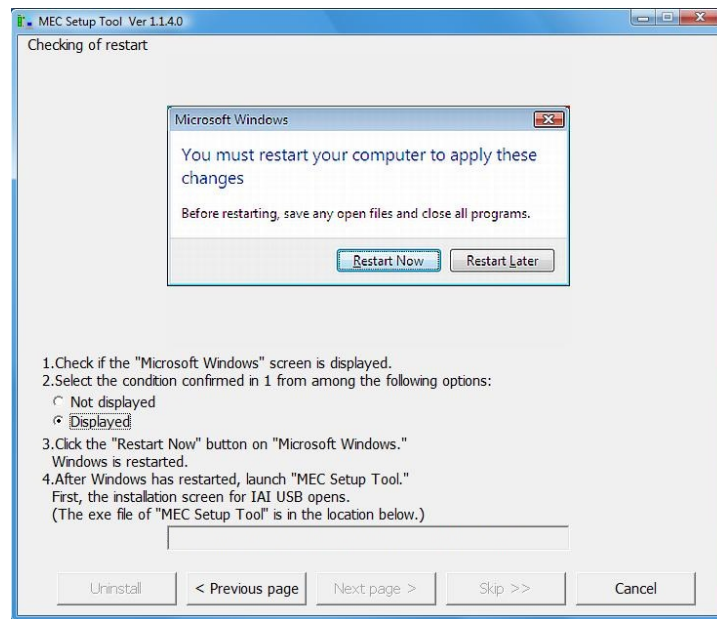 MEC Setup Tool Ver 1.1.4.0
Checking of restart
Microsoft Windows
You must restart your computer to apply these
changes
Before restarting, save any open files and close all programs.
Restart Now
Restart Later
1.Check if the "Microsoft Windows" screen is displayed.
2.Select the condition confirmed in 1 from among the following options:
Not displayed
Displayed
3.Click the "Restart Now" button on "Microsoft Windows."
Windows is restarted.
4.After Windows has restarted, launch "MEC Setup Tool."
First, the installation screen for IAI USB opens.
(The exe file of "MEC Setup Tool" is in the location below.)
Uninstall
< Previous page
Next page >
Skip >>
Cancel